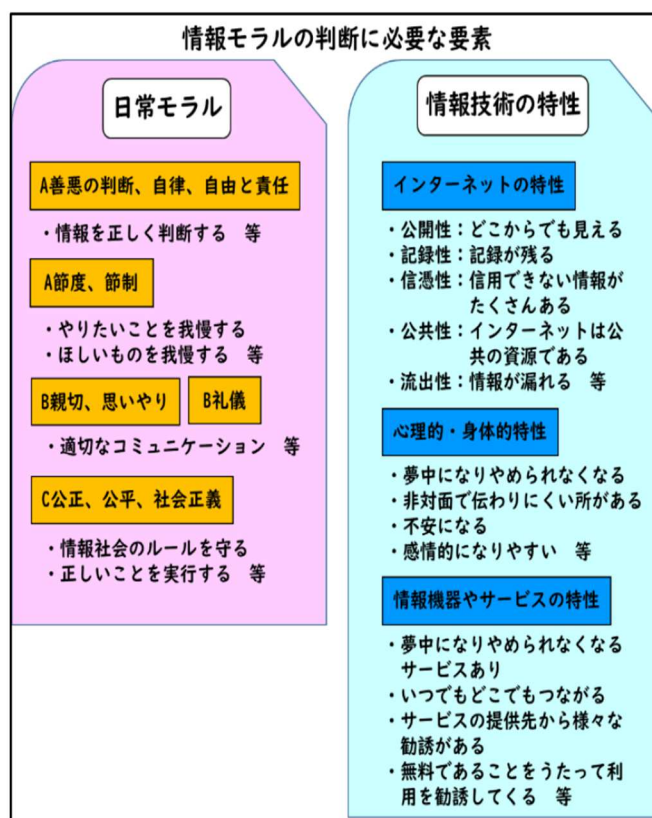 情報モラルの判断に必要な要素
日常モラル
A善悪の判断、自律、自由と責任
・情報を正しく判断する　等
A節度、節制
・やりたいことを我慢する
・ほしいものを我慢する　等
B親切、思いやり
B礼儀
・適切なコミュニケーション　等
C公正、公平、社会正義
・情報社会のルールを守る
・正しいことを実行する　等
情報技術の特性
インターネットの特性
・公開性：どこからでも見える
・記録性：記録が残る
・信憑性：信用できない情報が
たくさんある
・公共性：インターネットは公
共の資源である
・流出性：情報が漏れる　等
心理的・身体的特性
・夢中になりやめられなくなる
・非対面で伝わりにくい所がある
・不安になる
・感情的になりやすい　等
情報機器やサービスの特性
・夢中になりやめられなくなる
サービスあり
・いつでもどこでもつながる
・サービスの提供先から様々な
勧誘がある
・無料であることをうたって利
用を勧誘してくる　等